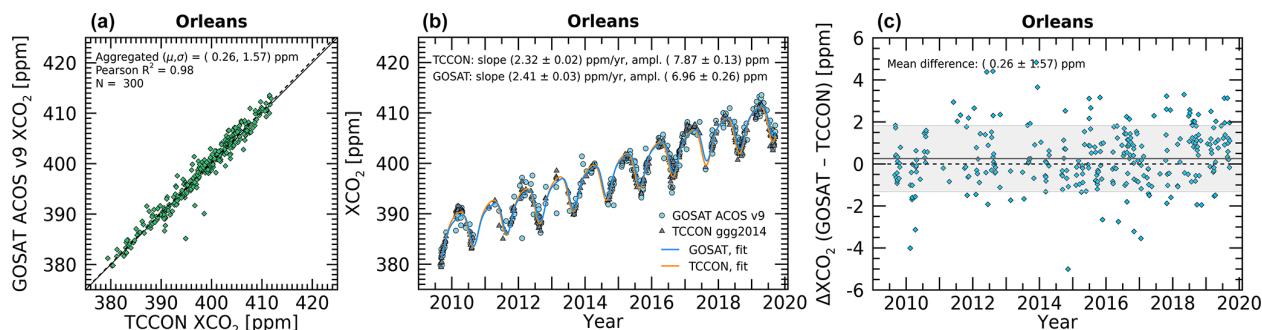 (a)
Orleans
Aggregated (μ,σ) = ( 0.26, 1.57) ppm
Pearson R² = 0.98
N = 300
GOSAT ACOS v9 XCO₂ [ppm]
420
410
400
390
380
380 390 400 410 420
TCCON XCO₂ [ppm]
(b)
Orleans
TCCON: slope (2.32 ± 0.02) ppm/yr, ampl. ( 7.87 ± 0.13) ppm
GOSAT: slope (2.41 ± 0.03) ppm/yr, ampl. ( 6.96 ± 0.26) ppm
XCO₂ [ppm]
420
410
400
390
380
GOSAT ACOS v9
TCCON ggg2014
GOSAT, fit
TCCON, fit
2010 2012 2014 2016 2018 2020
Year
(c)
Orleans
Mean difference: ( 0.26 ± 1.57) ppm
ΔXCO₂ (GOSAT − TCCON) [ppm]
6
4
2
0
-2
-4
-6
2010 2012 2014 2016 2018 2020
Year